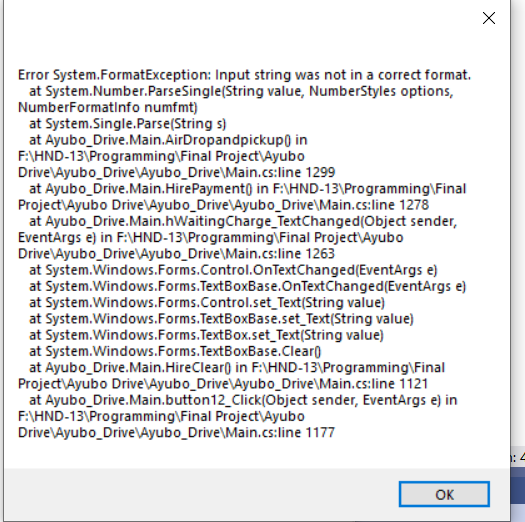 Error System.FormatException: Input string was not in a correct format.
at System.Number.ParseSingle(String value, NumberStyles options,
NumberFormatInfo numfmt)
at System.Single.Parse(String s)
at Ayubo_Drive.Main.AirDropandpickup() in
F:\HND-13\Programming\Final Project\Ayubo
Drive\Ayubo_Drive\Ayubo_Drive\Main.cs:line 1299
at Ayubo_Drive.Main.HirePayment() in F:\HND-13\Programming\Final
Project\Ayubo Drive\Ayubo_Drive\Ayubo_Drive\Main.cs:line 1278
at Ayubo_Drive.Main.hWaitingCharge_TextChanged(Object sender,
EventArgs e) in F:\HND-13\Programming\Final Project\Ayubo
Drive\Ayubo_Drive\Ayubo_Drive\Main.cs:line 1263
at System.Windows.Forms.Control.OnTextChanged(EventArgs e)
at System.Windows.Forms.TextBoxBase.OnTextChanged(EventArgs e)
at System.Windows.Forms.Control.set_Text(String value)
at System.Windows.Forms.TextBoxBase.set_Text(String value)
at System.Windows.Forms.TextBox.set_Text(String value)
at System.Windows.Forms.TextBoxBase.Clear()
at Ayubo_Drive.Main.HireClear() in F:\HND-13\Programming\Final
Project\Ayubo Drive\Ayubo_Drive\Ayubo_Drive\Main.cs:line 1121
at Ayubo_Drive.Main.button12_Click(Object sender, EventArgs e) in
F:\HND-13\Programming\Final Project\Ayubo
Drive\Ayubo_Drive\Ayubo_Drive\Main.cs:line 1177
OK